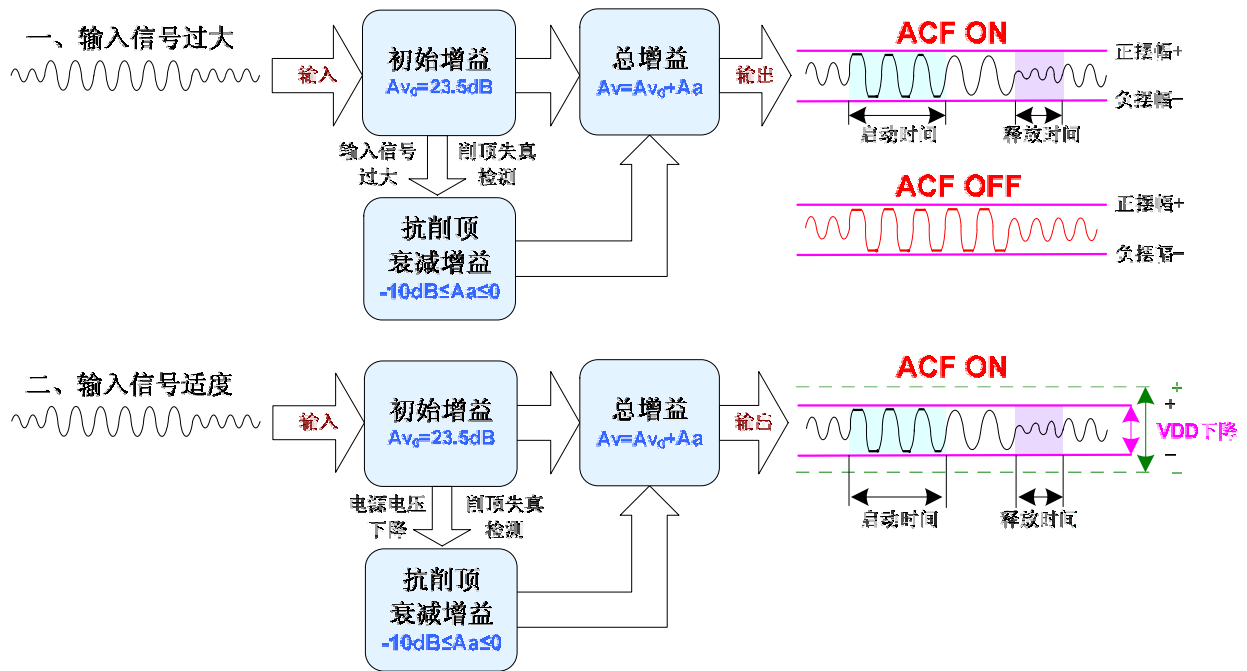 一、输入信号过大
输入
初始增益
Av₀=23.5dB
总增益
Av=Av₀+Aa
输出
ACF ON
正摆幅+
负摆幅−
启动时间
释放时间
输入信号
过大
削顶失真
检测
抗削顶
衰减增益
-10dB≤Aa≤0
ACF OFF
正摆幅+
负摆幅−
二、输入信号适度
输入
初始增益
Av₀=23.5dB
总增益
Av=Av₀+Aa
输出
ACF ON
+
+
VDD下降
−
−
启动时间
释放时间
电源电压
下降
削顶失真
检测
抗削顶
衰减增益
-10dB≤Aa≤0